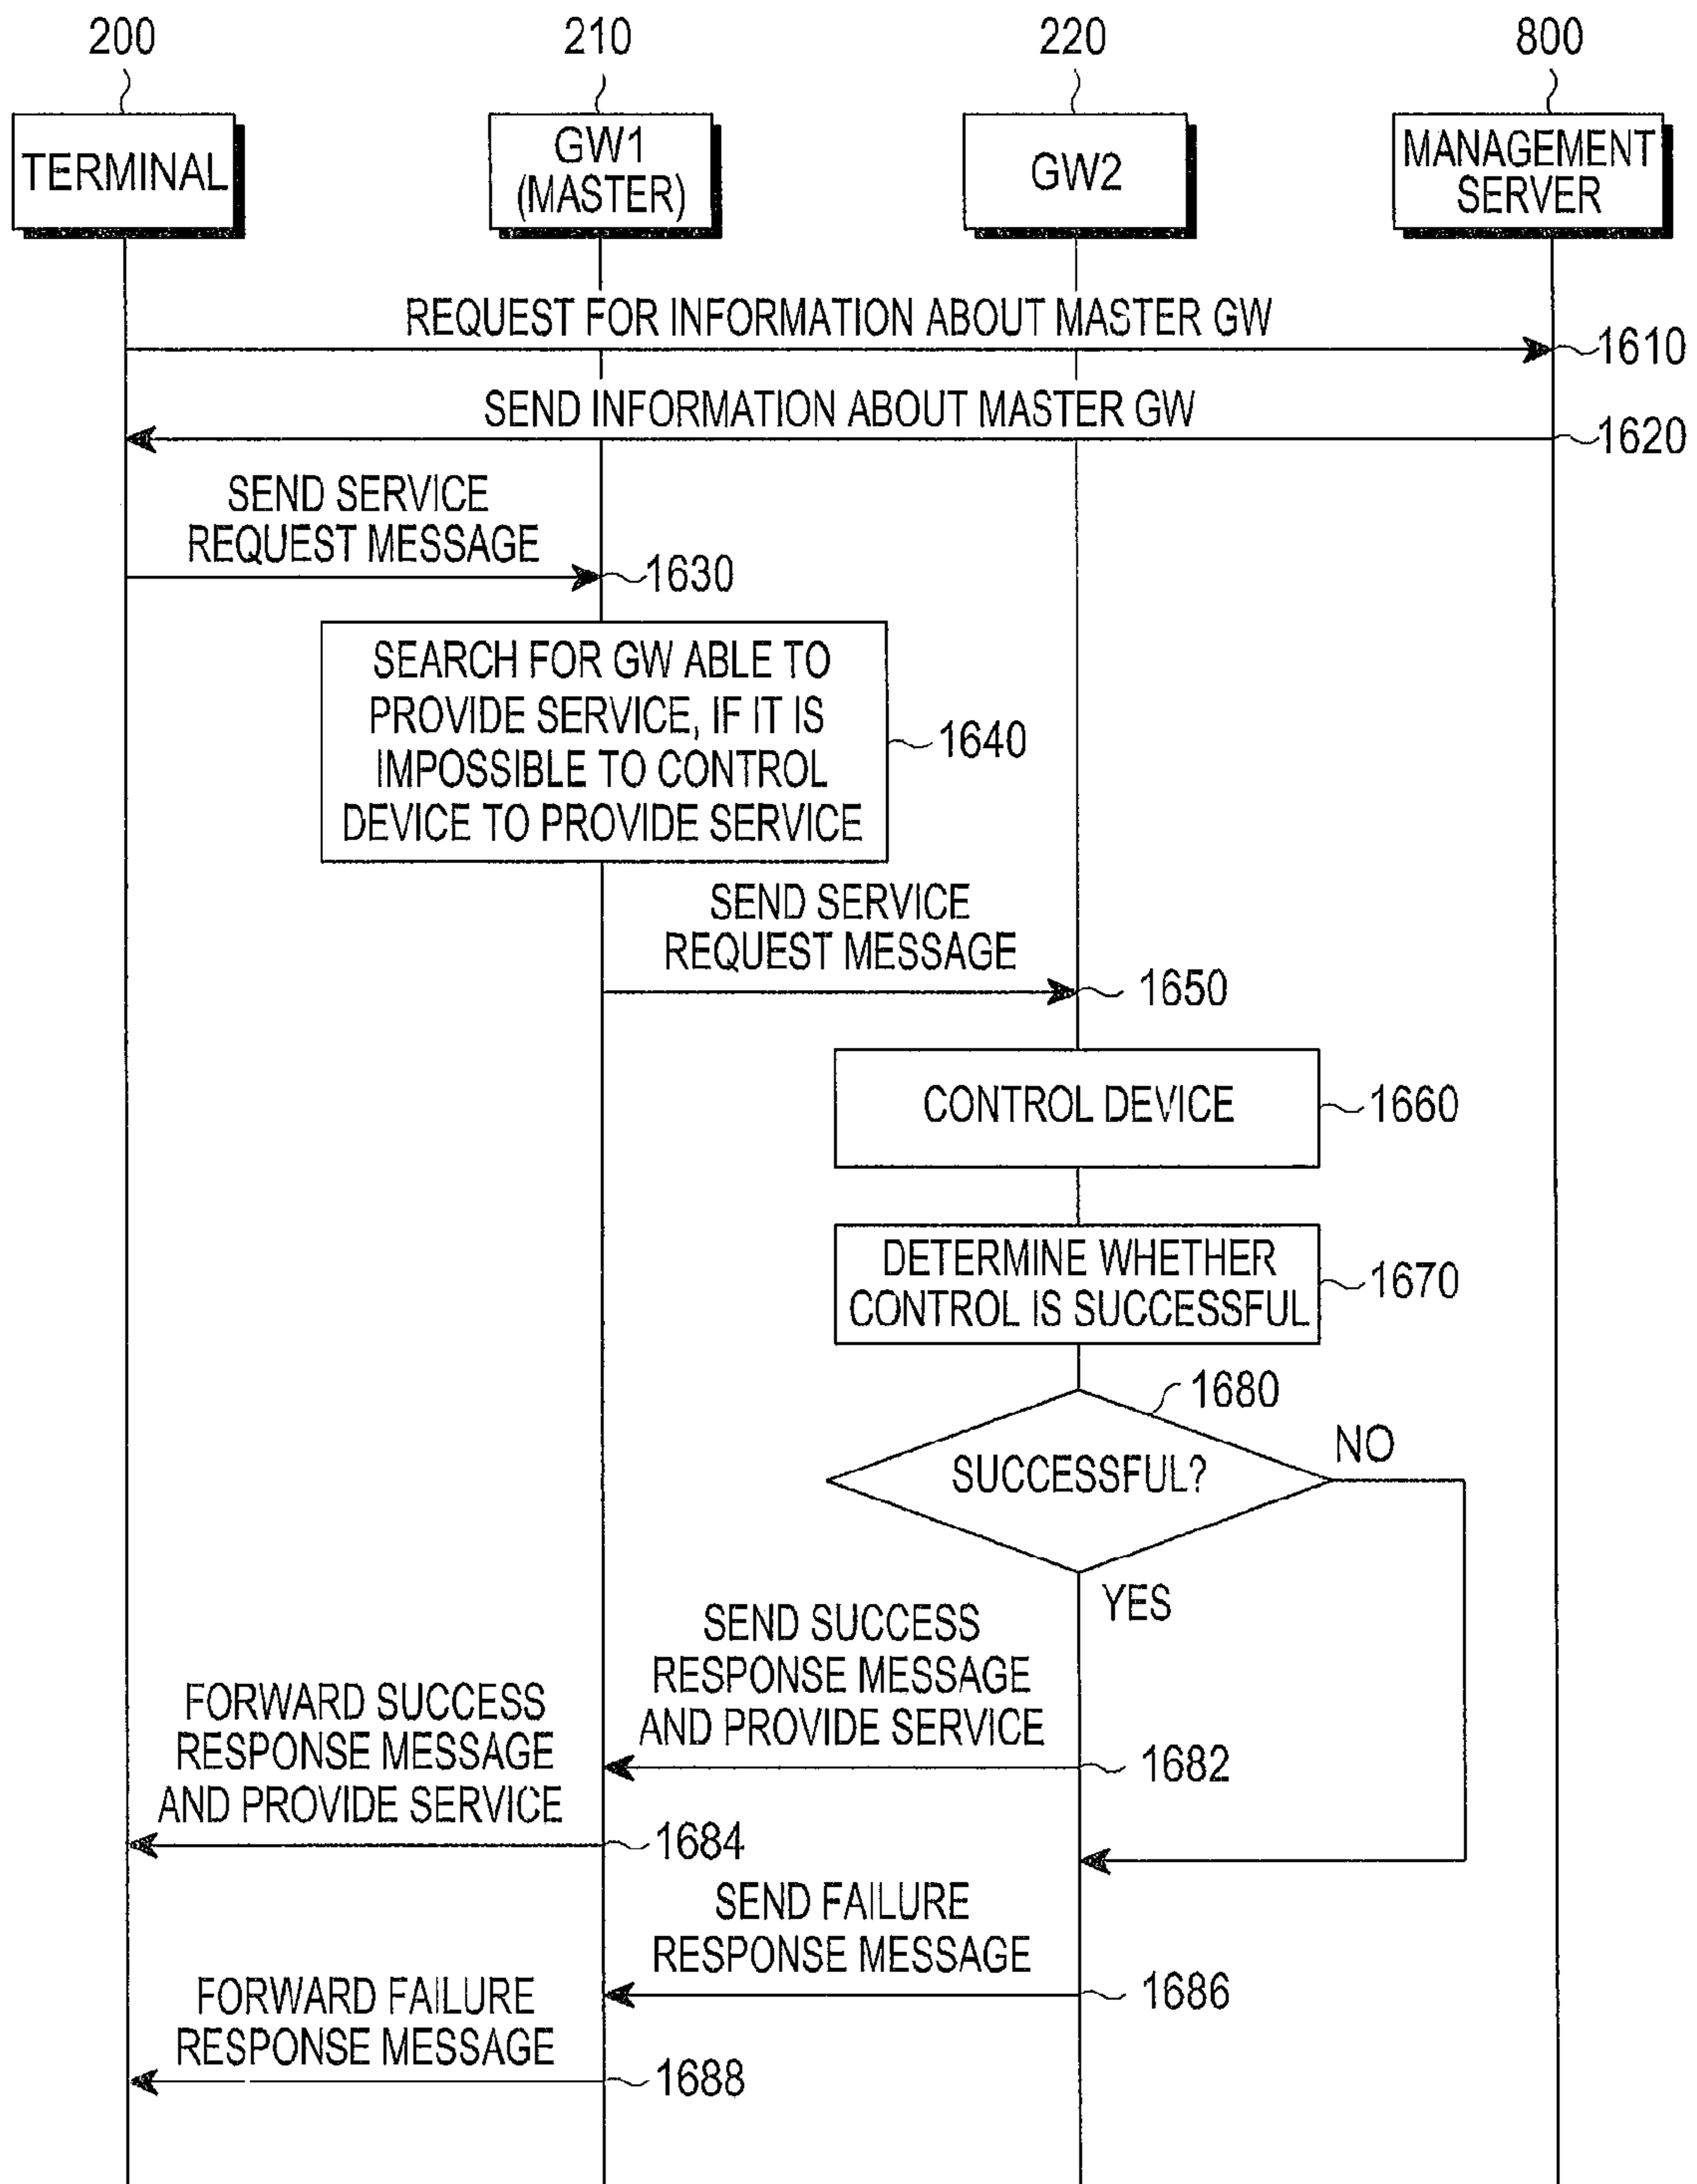 200
210
220
800
TERMINAL
GW1
(MASTER)
GW2
MANAGEMENT
SERVER
REQUEST FOR INFORMATION ABOUT MASTER GW
1610
SEND INFORMATION ABOUT MASTER GW
1620
SEND SERVICE
REQUEST MESSAGE
1630
SEARCH FOR GW ABLE TO
PROVIDE SERVICE, IF IT IS
IMPOSSIBLE TO CONTROL
DEVICE TO PROVIDE SERVICE
1640
SEND SERVICE
REQUEST MESSAGE
1650
CONTROL DEVICE
1660
DETERMINE WHETHER
CONTROL IS SUCCESSFUL
1670
1680
SUCCESSFUL?
NO
YES
SEND SUCCESS
RESPONSE MESSAGE
AND PROVIDE SERVICE
1682
FORWARD SUCCESS
RESPONSE MESSAGE
AND PROVIDE SERVICE
1684
SEND FAILURE
RESPONSE MESSAGE
1686
FORWARD FAILURE
RESPONSE MESSAGE
1688